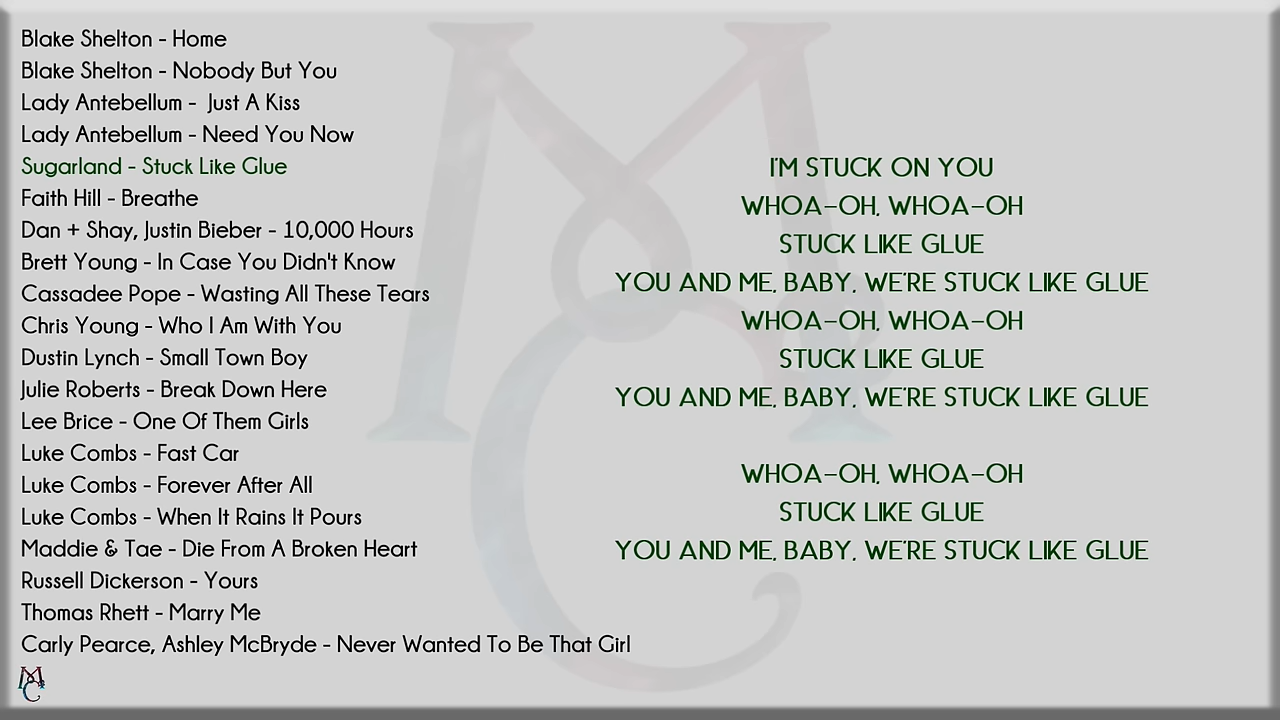 Blake Shelton - Home
Blake Shelton - Nobody But You
Lady Antebellum -  Just A Kiss
Lady Antebellum - Need You Now
Sugarland - Stuck Like Glue
Faith Hill - Breathe
Dan + Shay, Justin Bieber - 10,000 Hours
Brett Young - In Case You Didn't Know
Cassadee Pope - Wasting All These Tears
Chris Young - Who I Am With You
Dustin Lynch - Small Town Boy
Julie Roberts - Break Down Here
Lee Brice - One Of Them Girls
Luke Combs - Fast Car
Luke Combs - Forever After All
Luke Combs - When It Rains It Pours
Maddie & Tae - Die From A Broken Heart
Russell Dickerson - Yours
Thomas Rhett - Marry Me
Carly Pearce, Ashley McBryde - Never Wanted To Be That Girl
MC
I'M STUCK ON YOU
WHOA-OH, WHOA-OH
STUCK LIKE GLUE
YOU AND ME, BABY, WE'RE STUCK LIKE GLUE
WHOA-OH, WHOA-OH
STUCK LIKE GLUE
YOU AND ME, BABY, WE'RE STUCK LIKE GLUE
WHOA-OH, WHOA-OH
STUCK LIKE GLUE
YOU AND ME, BABY, WE'RE STUCK LIKE GLUE